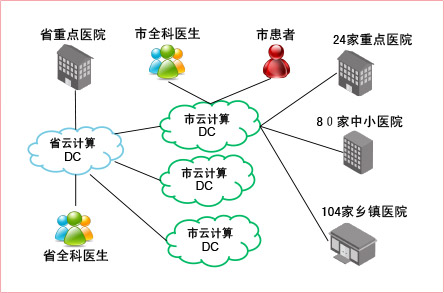 省重点医院
市全科医生
市患者
24家重点医院
市云计算
DC
80家中小医院
省云计算
DC
市云计算
DC
104家乡镇医院
市云计算
DC
省全科医生